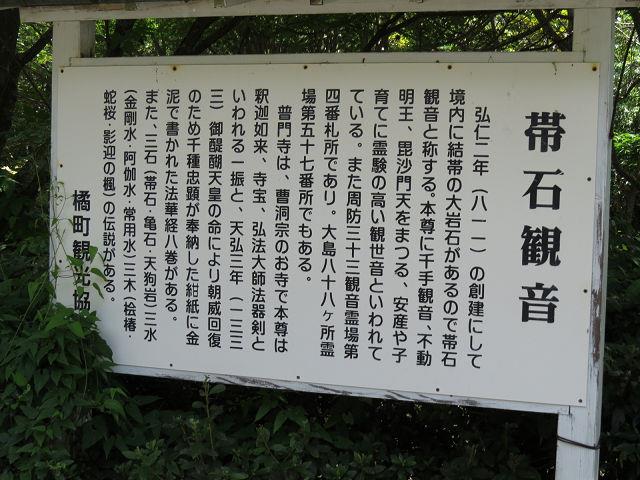 帯石観音
弘仁二年（八一一）の創建にして
境内に結帯の大岩石があるので帯石
観音と称する。本尊に千手観音、不動
明王、毘沙門天をまつる、安産や子
育てに霊験の高い観世音といわれて
ている。また周防三十三観音霊場第
四番札所であり。大島八十八ヶ所霊
場第五十七番所でもある。
普門寺は、曹洞宗のお寺で本尊は
釈迦如来、寺宝、弘法大師法器剣と
いわれる一振と、天弘三年（一三三
三）御醍醐天皇の命により朝威回復
のため千種忠顕が奉納した紺紙に金
泥で書かれた法華経八巻がある。
また、三石（帯石・亀石・天狗岩）三水
（金剛水・阿伽水・常用水）三木（桧椿・
蛇桜・影迎の楓）の伝説がある。
橘町観光協